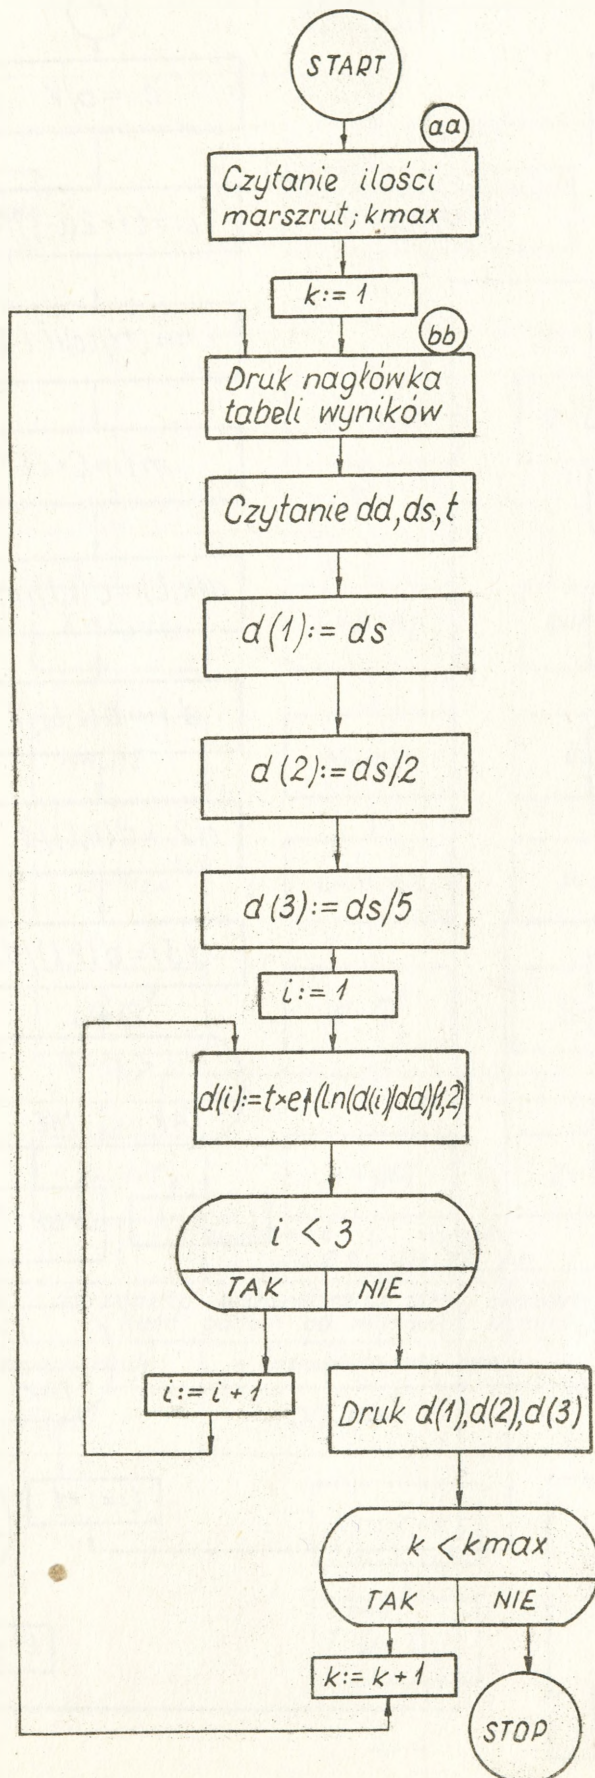 START
aa
Czytanie ilości
marszrut; kmax
k:= 1
bb
Druk nagłówka
tabeli wyników
Czytanie dd, ds, t
d(1):= ds
d(2):= ds/2
d(3):= ds/5
i:= 1
d(i):= t×e↑(ln(d(i)/dd)/1,2)
i < 3
TAK NIE
i:= i + 1
Druk d(1), d(2), d(3)
k < kmax
TAK NIE
k:= k + 1
STOP